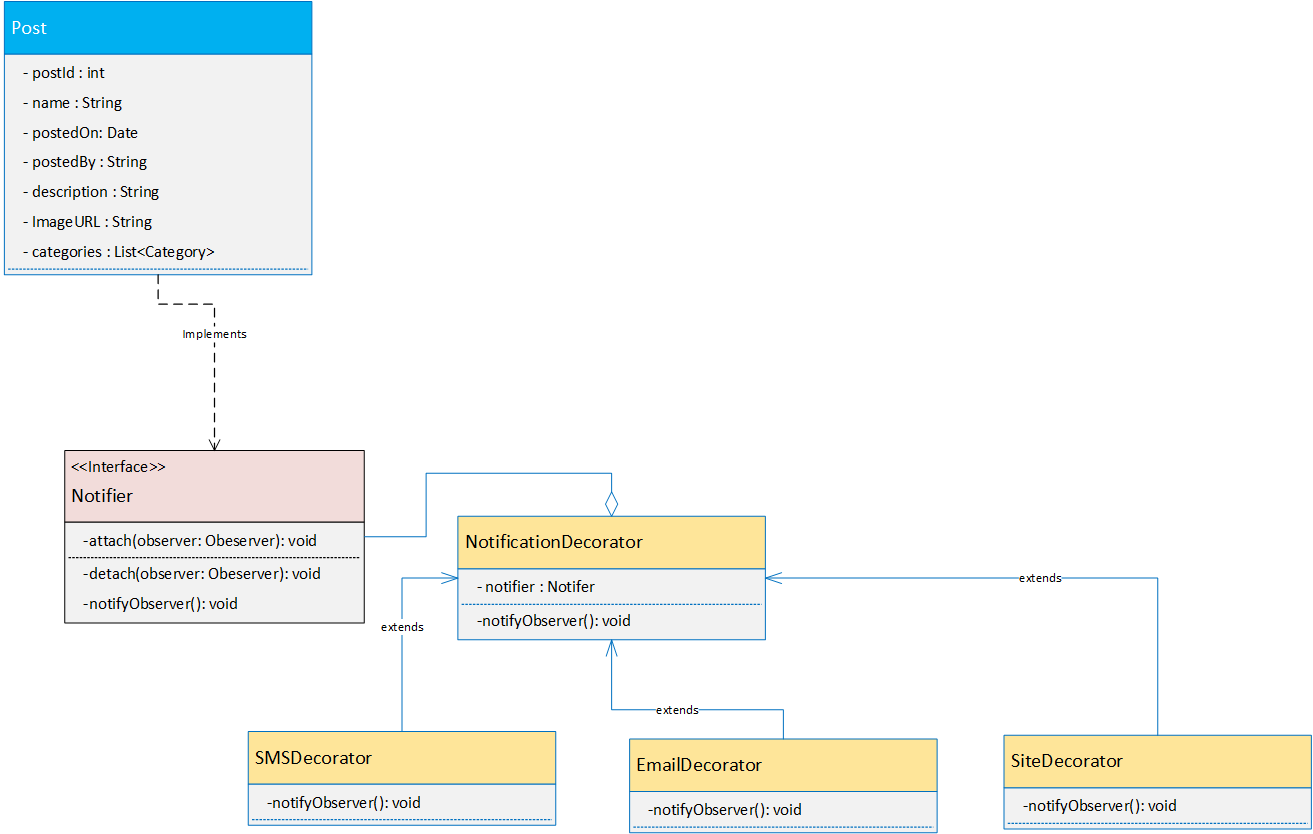 Post
- postId : int
- name : String
- postedOn: Date
- postedBy : String
- description : String
- ImageURL : String
- categories : List<Category>
Implements
<<Interface>>
Notifier
-attach(observer: Obeserver): void
-detach(observer: Obeserver): void
-notifyObserver(): void
NotificationDecorator
- notifier : Notifer
-notifyObserver(): void
extends
extends
extends
SMSDecorator
-notifyObserver(): void
EmailDecorator
-notifyObserver(): void
SiteDecorator
-notifyObserver(): void